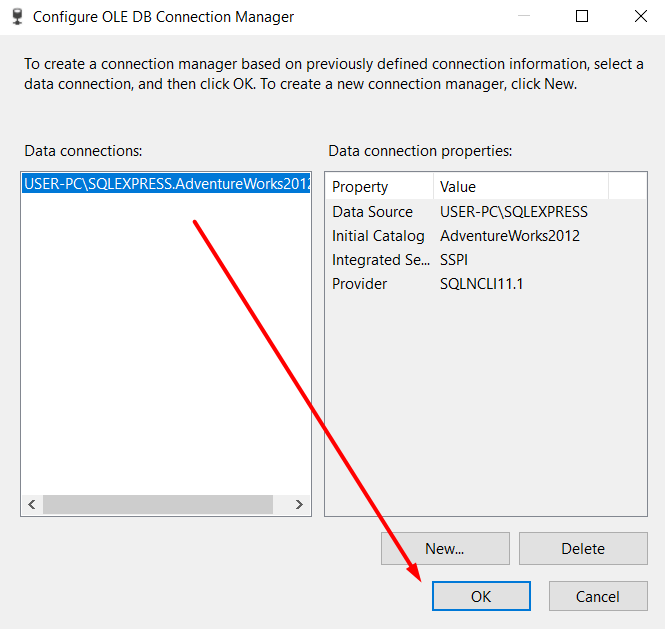 Configure OLE DB Connection Manager
To create a connection manager based on previously defined connection information, select a
data connection, and then click OK. To create a new connection manager, click New.
Data connections:
USER-PC\SQLEXPRESS.AdventureWorks2012
Data connection properties:
Property Value
Data Source USER-PC\SQLEXPRESS
Initial Catalog AdventureWorks2012
Integrated Se... SSPI
Provider SQLNCLI11.1
New... Delete
OK Cancel